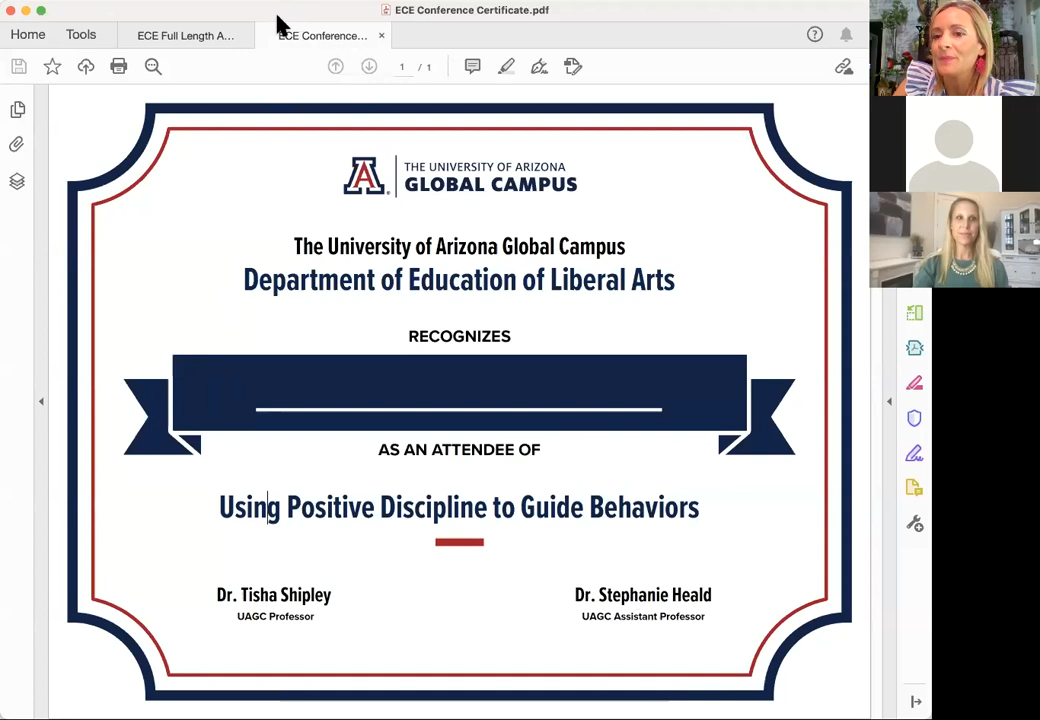 ECE Conference Certificate.pdf
Home Tools ECE Full Length A... ECE Conference... ×
1 / 1
THE UNIVERSITY OF ARIZONA
GLOBAL CAMPUS
The University of Arizona Global Campus
Department of Education of Liberal Arts
RECOGNIZES
AS AN ATTENDEE OF
Using Positive Discipline to Guide Behaviors
Dr. Tisha Shipley
UAGC Professor
Dr. Stephanie Heald
UAGC Assistant Professor